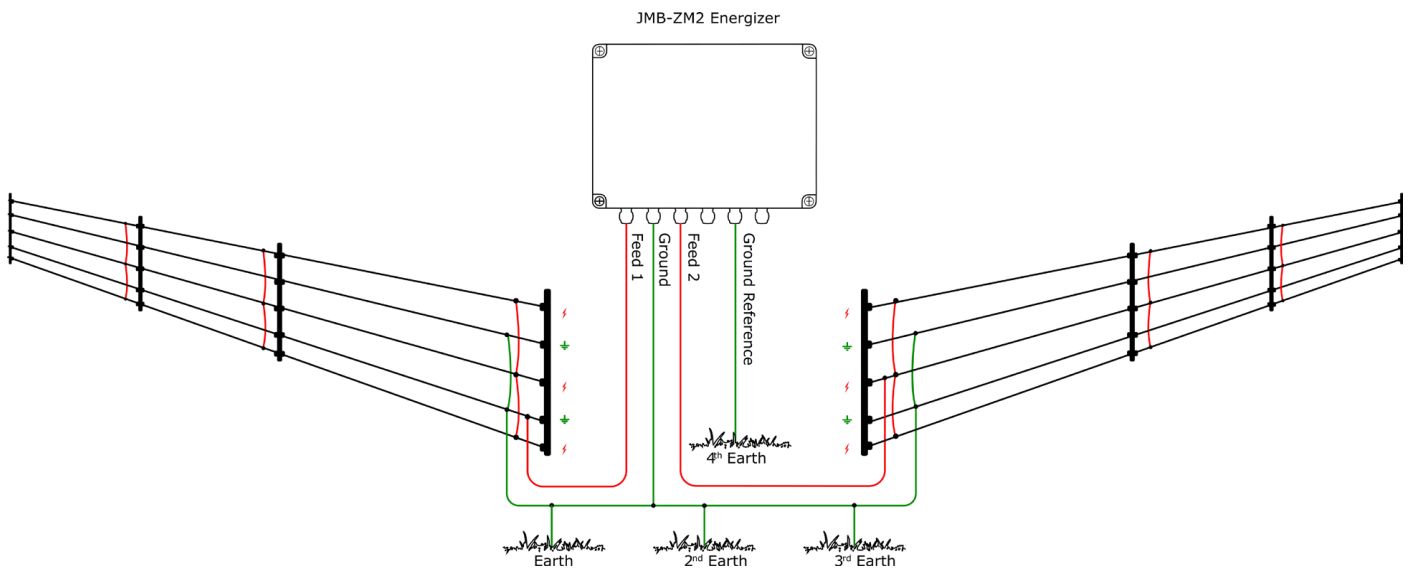 JMB-ZM2 Energizer
Feed 1
Ground
Feed 2
Ground Reference
4th Earth
Earth
2nd Earth
3rd Earth